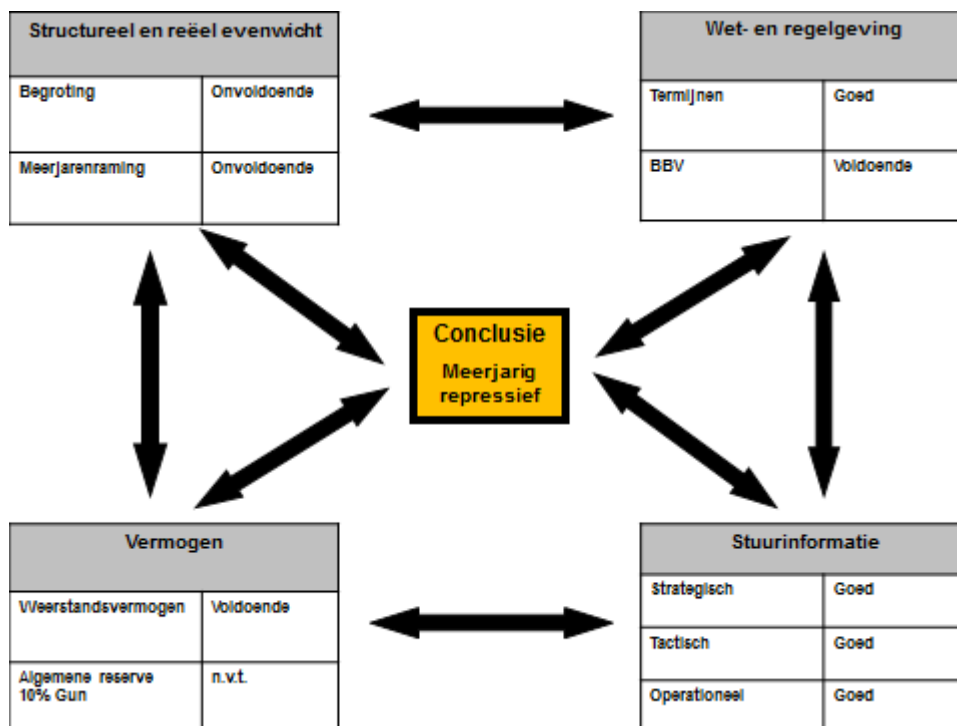 Structureel en reëel evenwicht
Begroting Onvoldoende
Meerjarenraming Onvoldoende
Wet- en regelgeving
Termijnen Goed
BBV Voldoende
Conclusie
Meerjarig
repressief
Vermogen
Weerstandsvermogen Voldoende
Algemene reserve n.v.t.
10% Gun
Stuurinformatie
Strategisch Goed
Tactisch Goed
Operationeel Goed